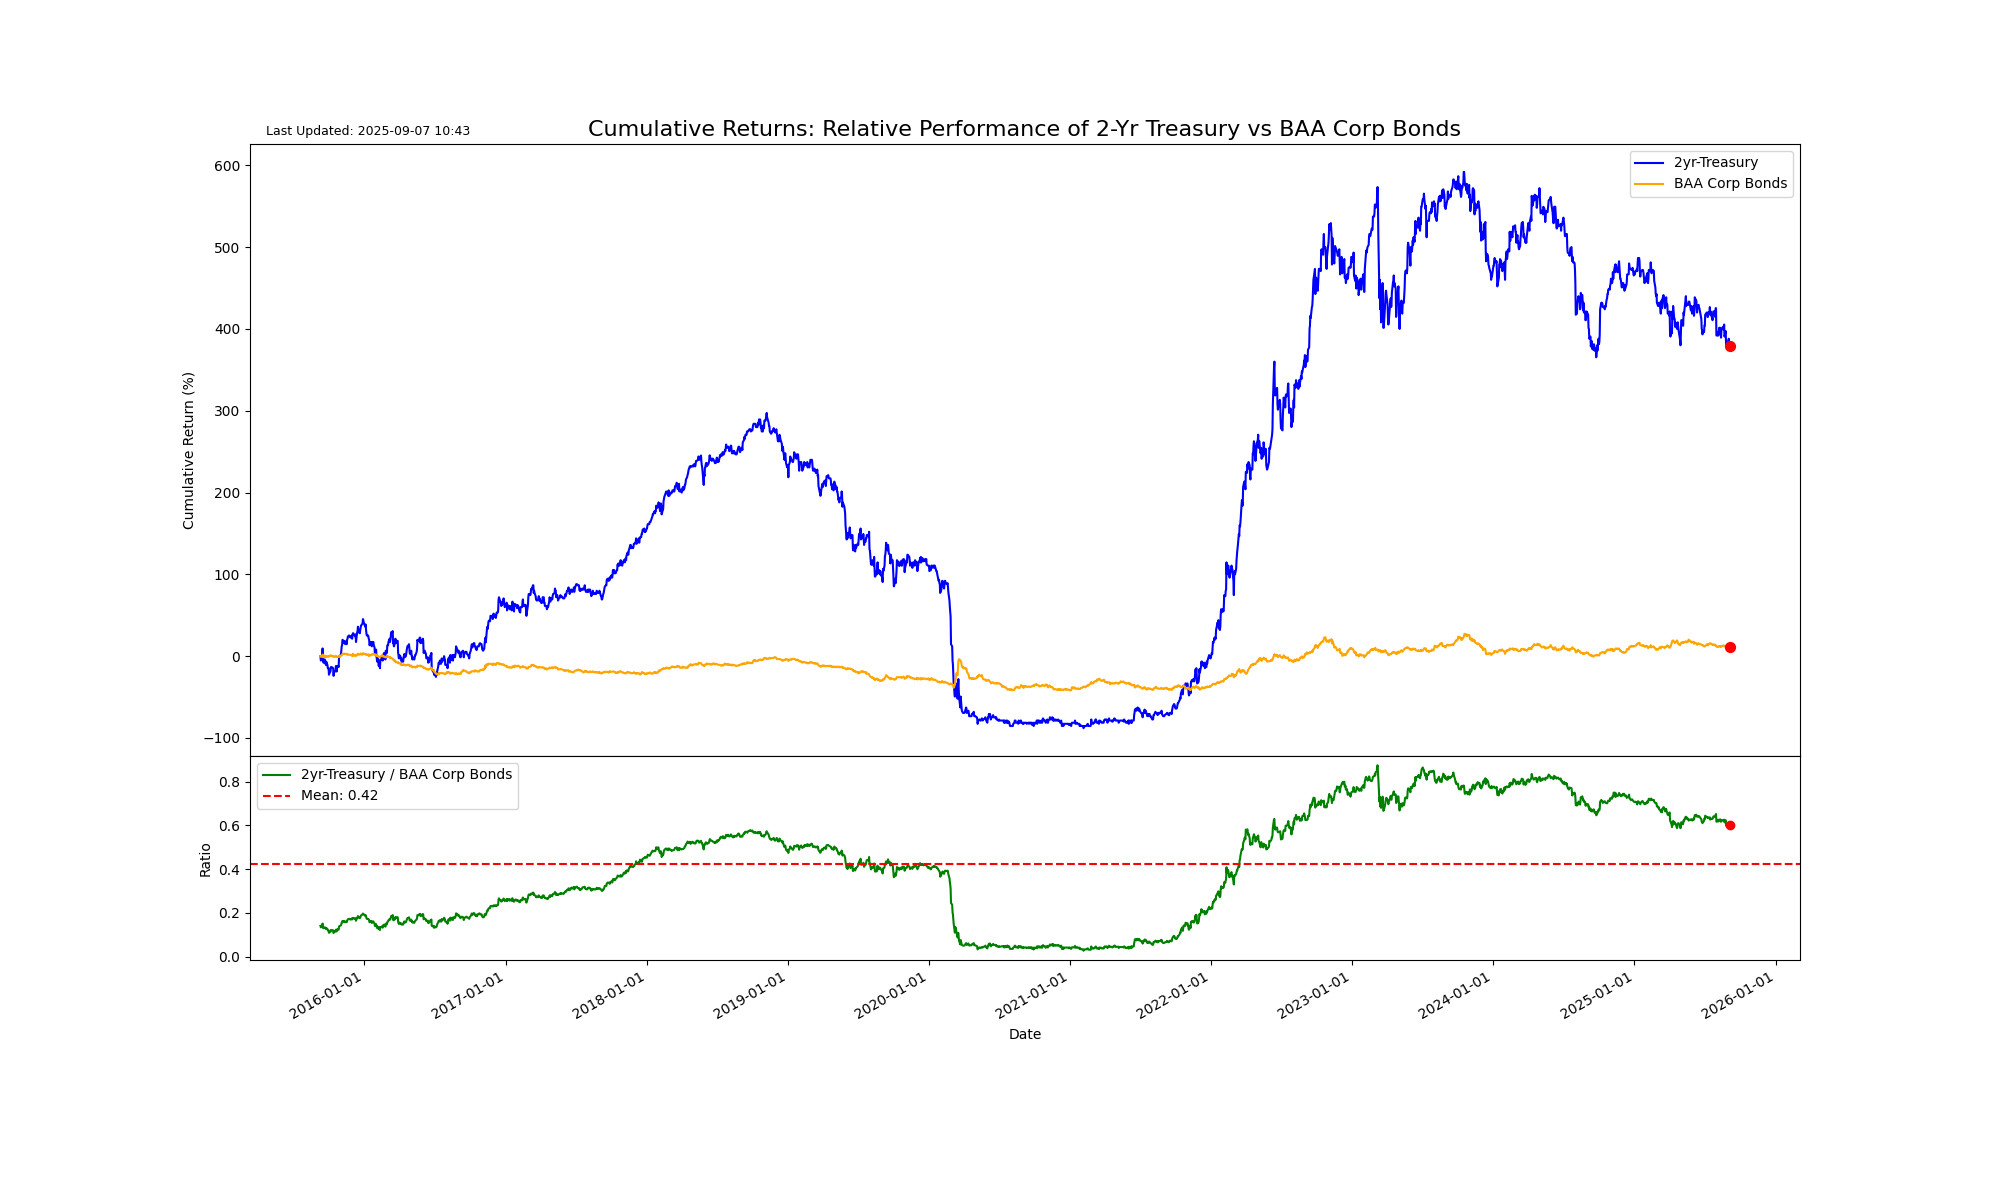 Last Updated: 2025-09-07 10:43
Cumulative Returns: Relative Performance of 2-Yr Treasury vs BAA Corp Bonds
2yr-Treasury
BAA Corp Bonds
600
500
400
300
200
100
0
−100
Cumulative Return (%)
2yr-Treasury / BAA Corp Bonds
Mean: 0.42
0.8
0.6
0.4
0.2
0.0
Ratio
2016-01-01
2017-01-01
2018-01-01
2019-01-01
2020-01-01
2021-01-01
2022-01-01
2023-01-01
2024-01-01
2025-01-01
2026-01-01
Date